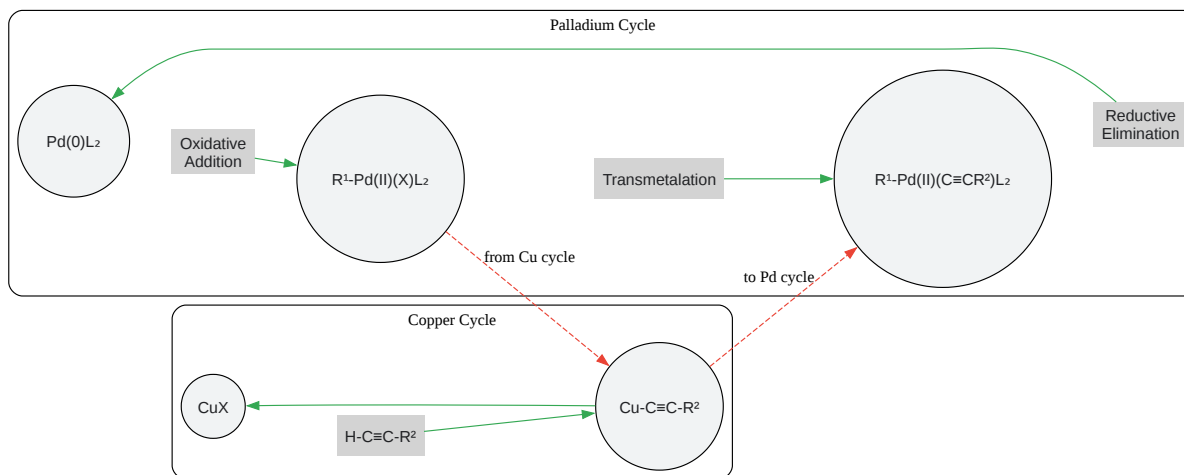 Palladium Cycle
Pd(0)L₂
Oxidative
Addition
R¹-Pd(II)(X)L₂
Transmetalation
R¹-Pd(II)(C≡CR²)L₂
Reductive
Elimination
from Cu cycle
to Pd cycle
Copper Cycle
CuX
H-C≡C-R²
Cu-C≡C-R²